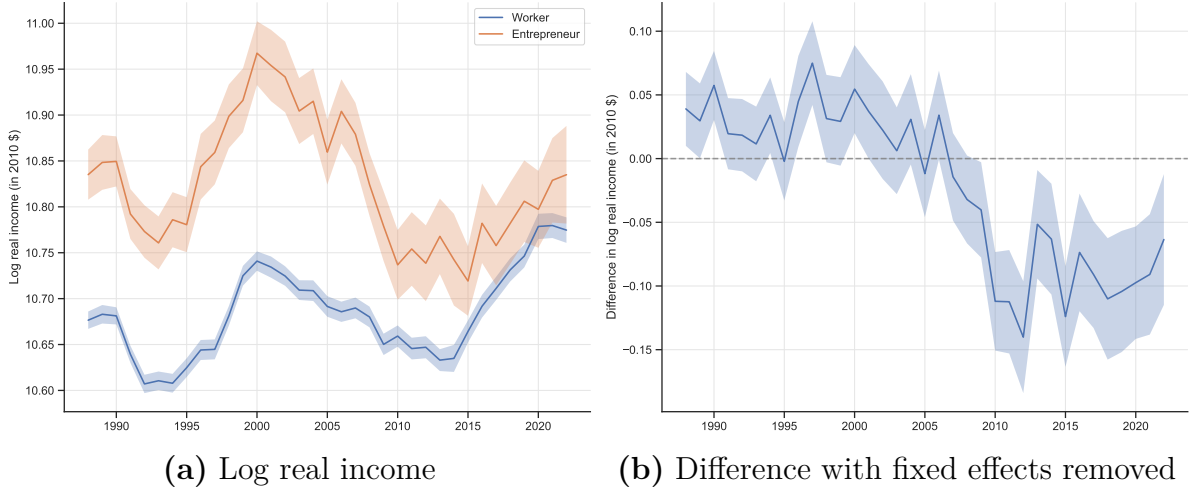 Log real income (in 2010 $)
11.00
10.95
10.90
10.85
10.80
10.75
10.70
10.65
10.60
1990 1995 2000 2005 2010 2015 2020
Worker
Entrepreneur
Difference in log real income (in 2010 $)
0.10
0.05
0.00
−0.05
−0.10
−0.15
1990 1995 2000 2005 2010 2015 2020
(a) Log real income
(b) Difference with fixed effects removed